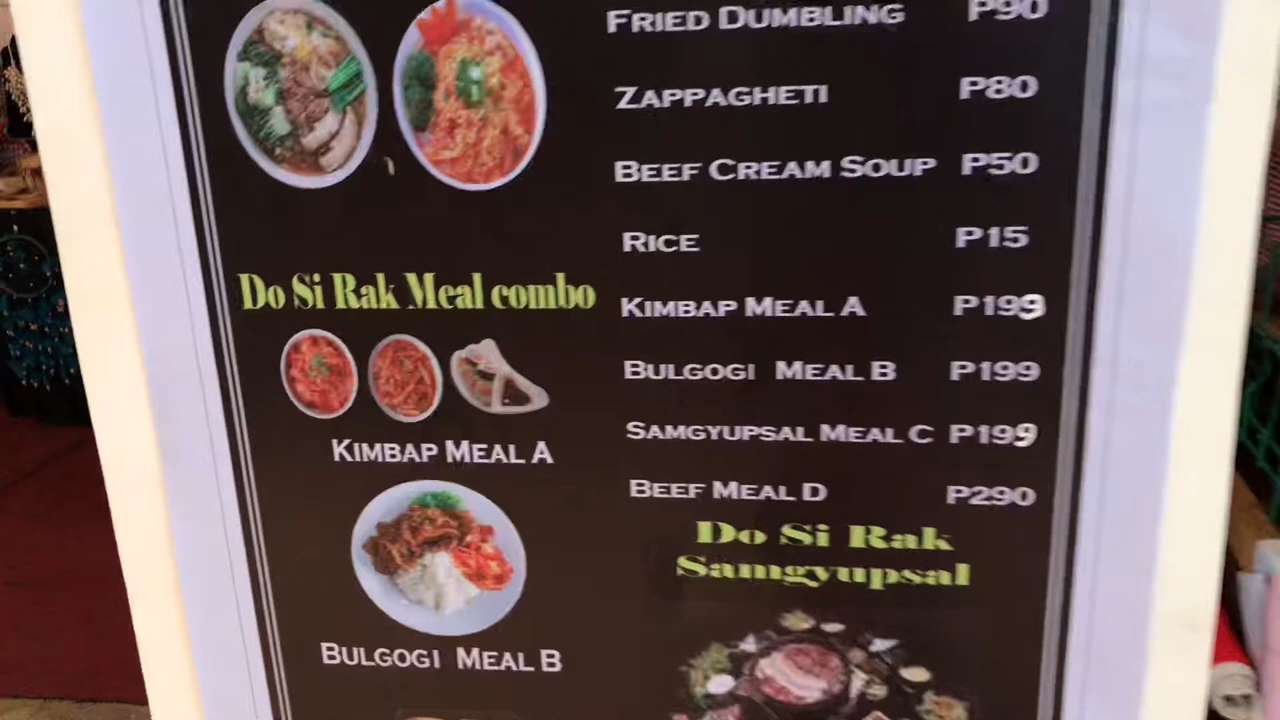 FRIED DUMBLING P90
ZAPPAGHETI P80
BEEF CREAM SOUP P50
RICE P15
Do Si Rak Meal combo
KIMBAP MEAL A P199
BULGOGI MEAL B P199
SAMGYUPSAL MEAL C P199
KIMBAP MEAL A
BEEF MEAL D P290
Do Si Rak
Samgyupsal
BULGOGI MEAL B